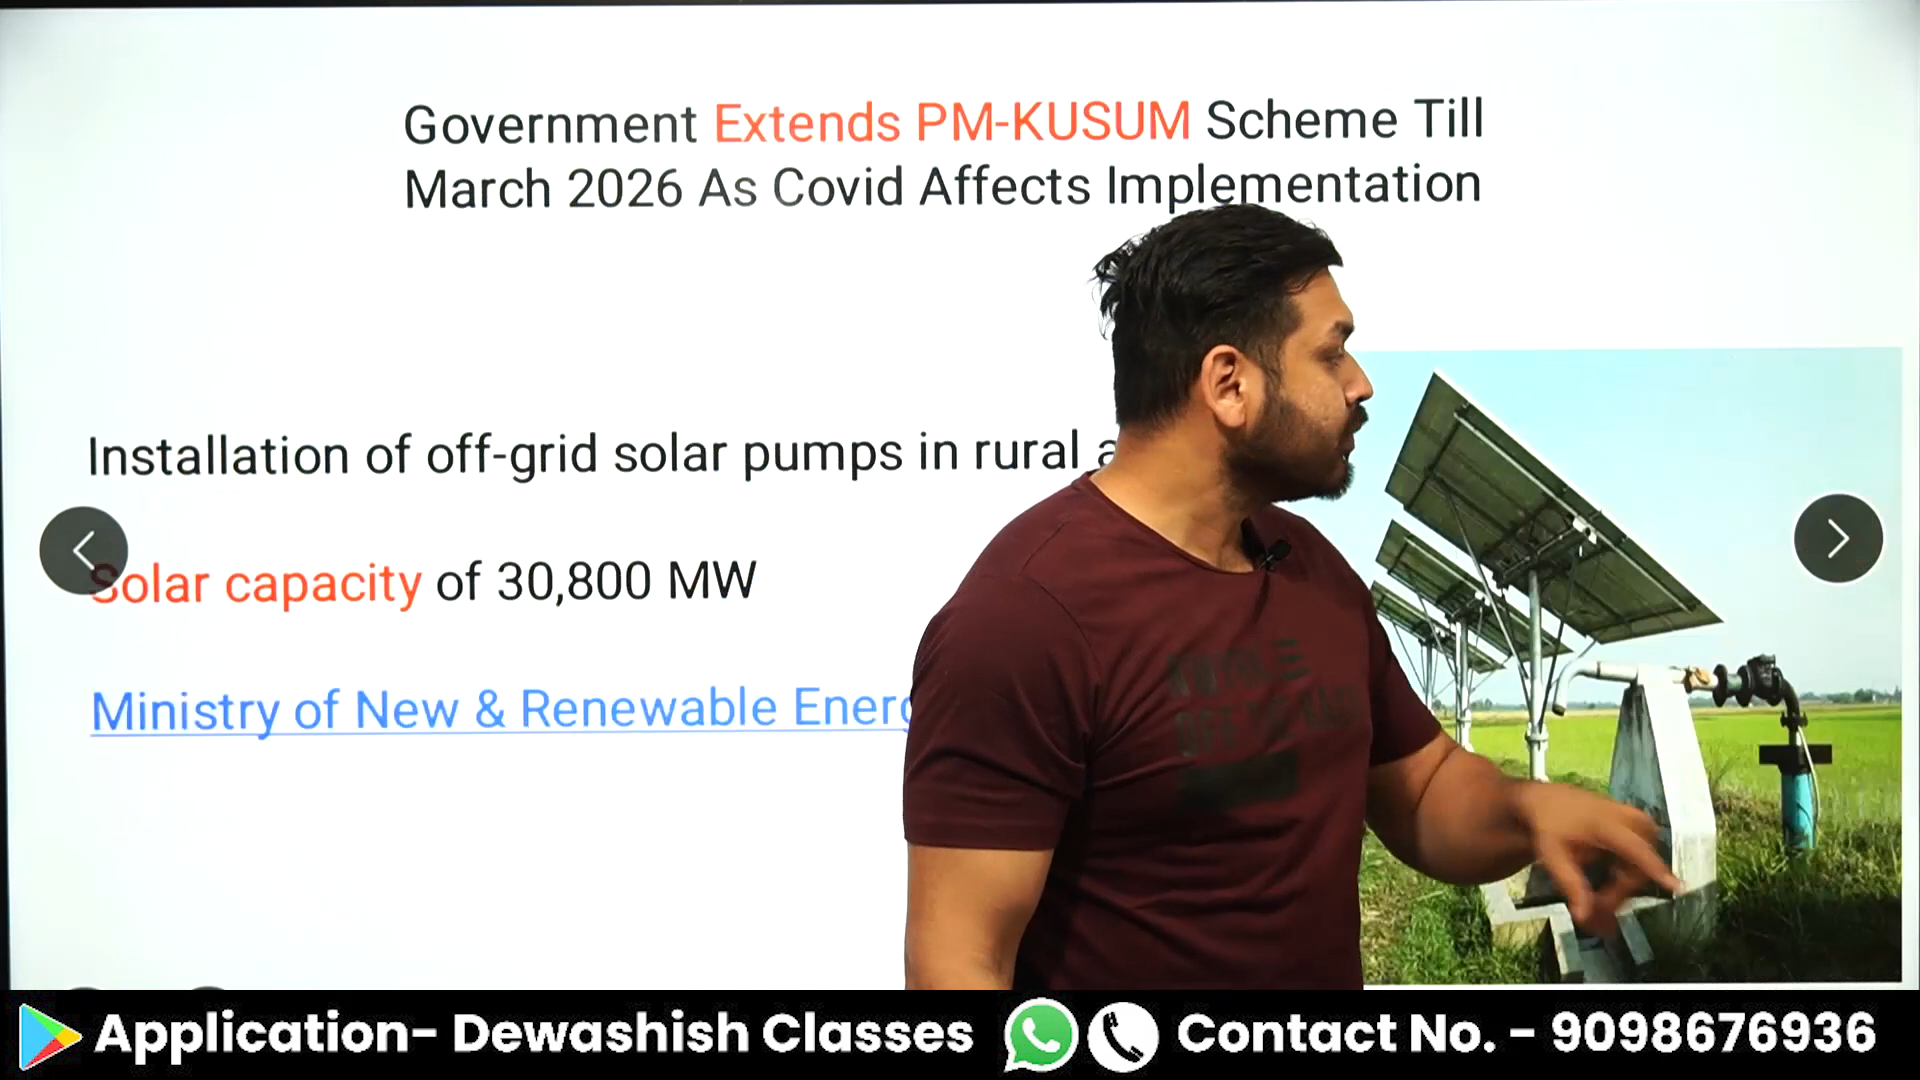 Government Extends PM-KUSUM Scheme Till
March 2026 As Covid Affects Implementation
Installation of off-grid solar pumps in rural
Solar capacity of 30,800 MW
Ministry of New & Renewable
Application- Dewashish Classes
Contact No. - 9098676936